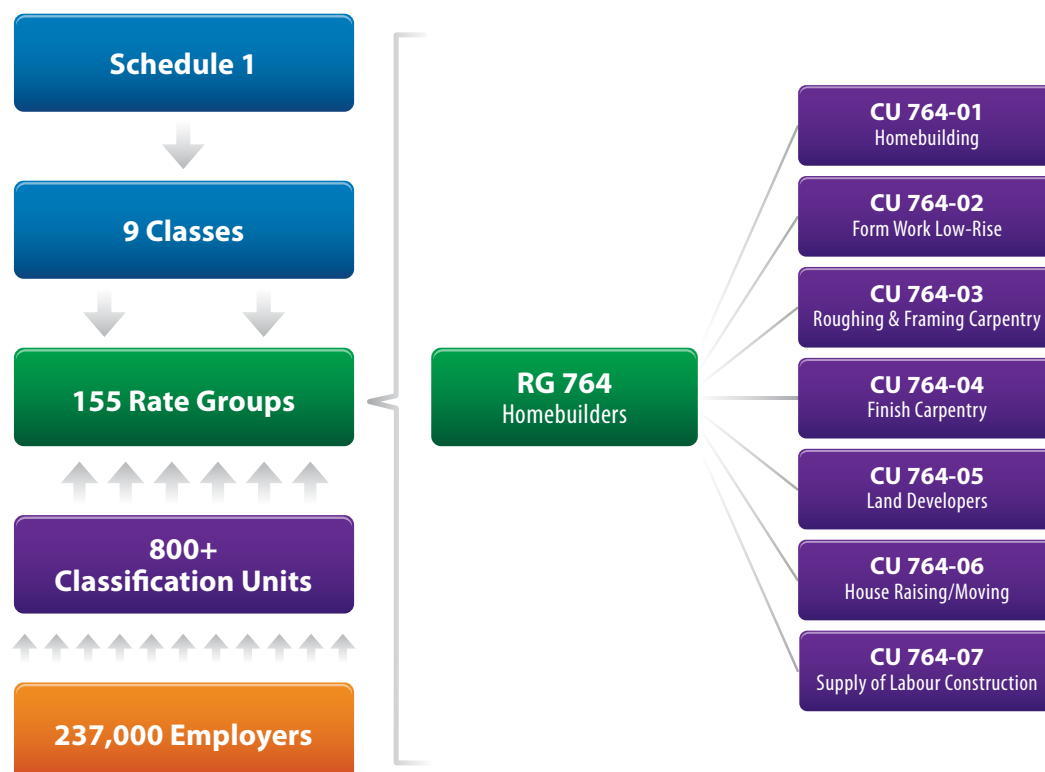 Schedule 1
9 Classes
155 Rate Groups
800+
Classification Units
237,000 Employers
RG 764
Homebuilders
CU 764-01
Homebuilding
CU 764-02
Form Work Low-Rise
CU 764-03
Roughing & Framing Carpentry
CU 764-04
Finish Carpentry
CU 764-05
Land Developers
CU 764-06
House Raising/Moving
CU 764-07
Supply of Labour Construction